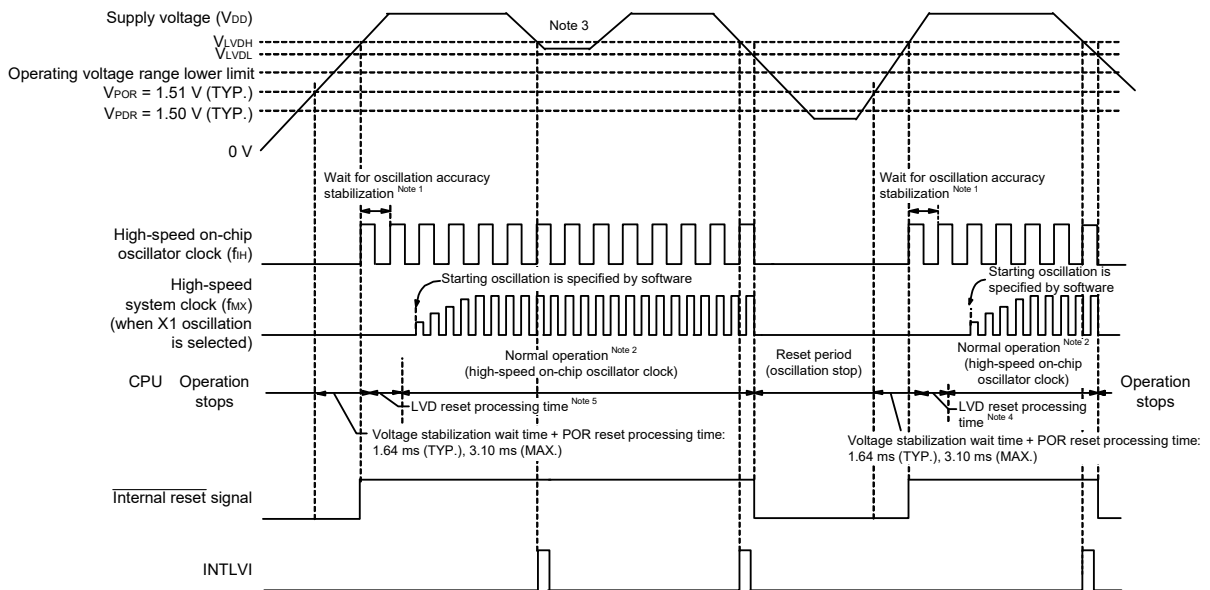 Supply voltage (VDD)
Note 3
VLVDH
VLVDL
Operating voltage range lower limit
VPOR = 1.51 V (TYP.)
VPDR = 1.50 V (TYP.)
0 V
Wait for oscillation accuracy
stabilization Note 1
Wait for oscillation accuracy
stabilization Note 1
High-speed on-chip
oscillator clock (fIH)
Starting oscillation is specified by software
Starting oscillation is
specified by software
High-speed
system clock (fMX)
(when X1 oscillation
is selected)
Normal operation Note 2
(high-speed on-chip oscillator clock)
Reset period
(oscillation stop)
Normal operation Note 2
(high-speed on-chip
oscillator clock)
CPU Operation
stops
Operation
stops
LVD reset processing time Note 5
LVD reset processing
time Note 4
Voltage stabilization wait time + POR reset processing time:
1.64 ms (TYP.), 3.10 ms (MAX.)
Voltage stabilization wait time + POR reset processing time:
1.64 ms (TYP.), 3.10 ms (MAX.)
Internal reset signal
INTLVI